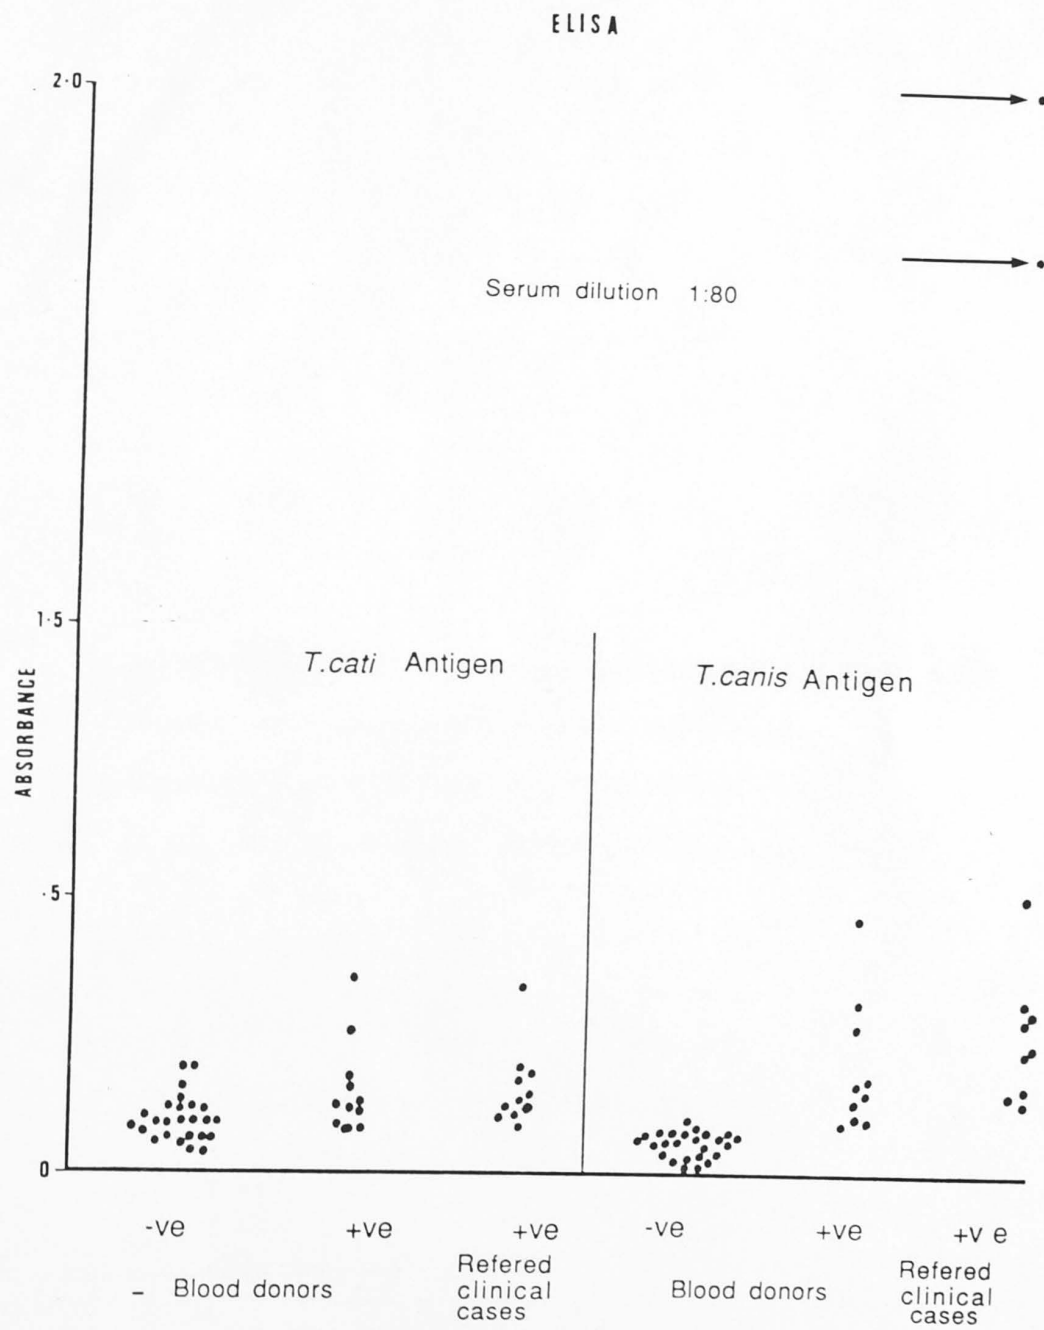 ELISA
2·0
Serum dilution 1:80
1·5
T.cati Antigen
T.canis Antigen
ABSORBANCE
·5
0
-ve +ve +ve -ve +ve +v e
Blood donors Refered clinical cases Blood donors Refered clinical cases